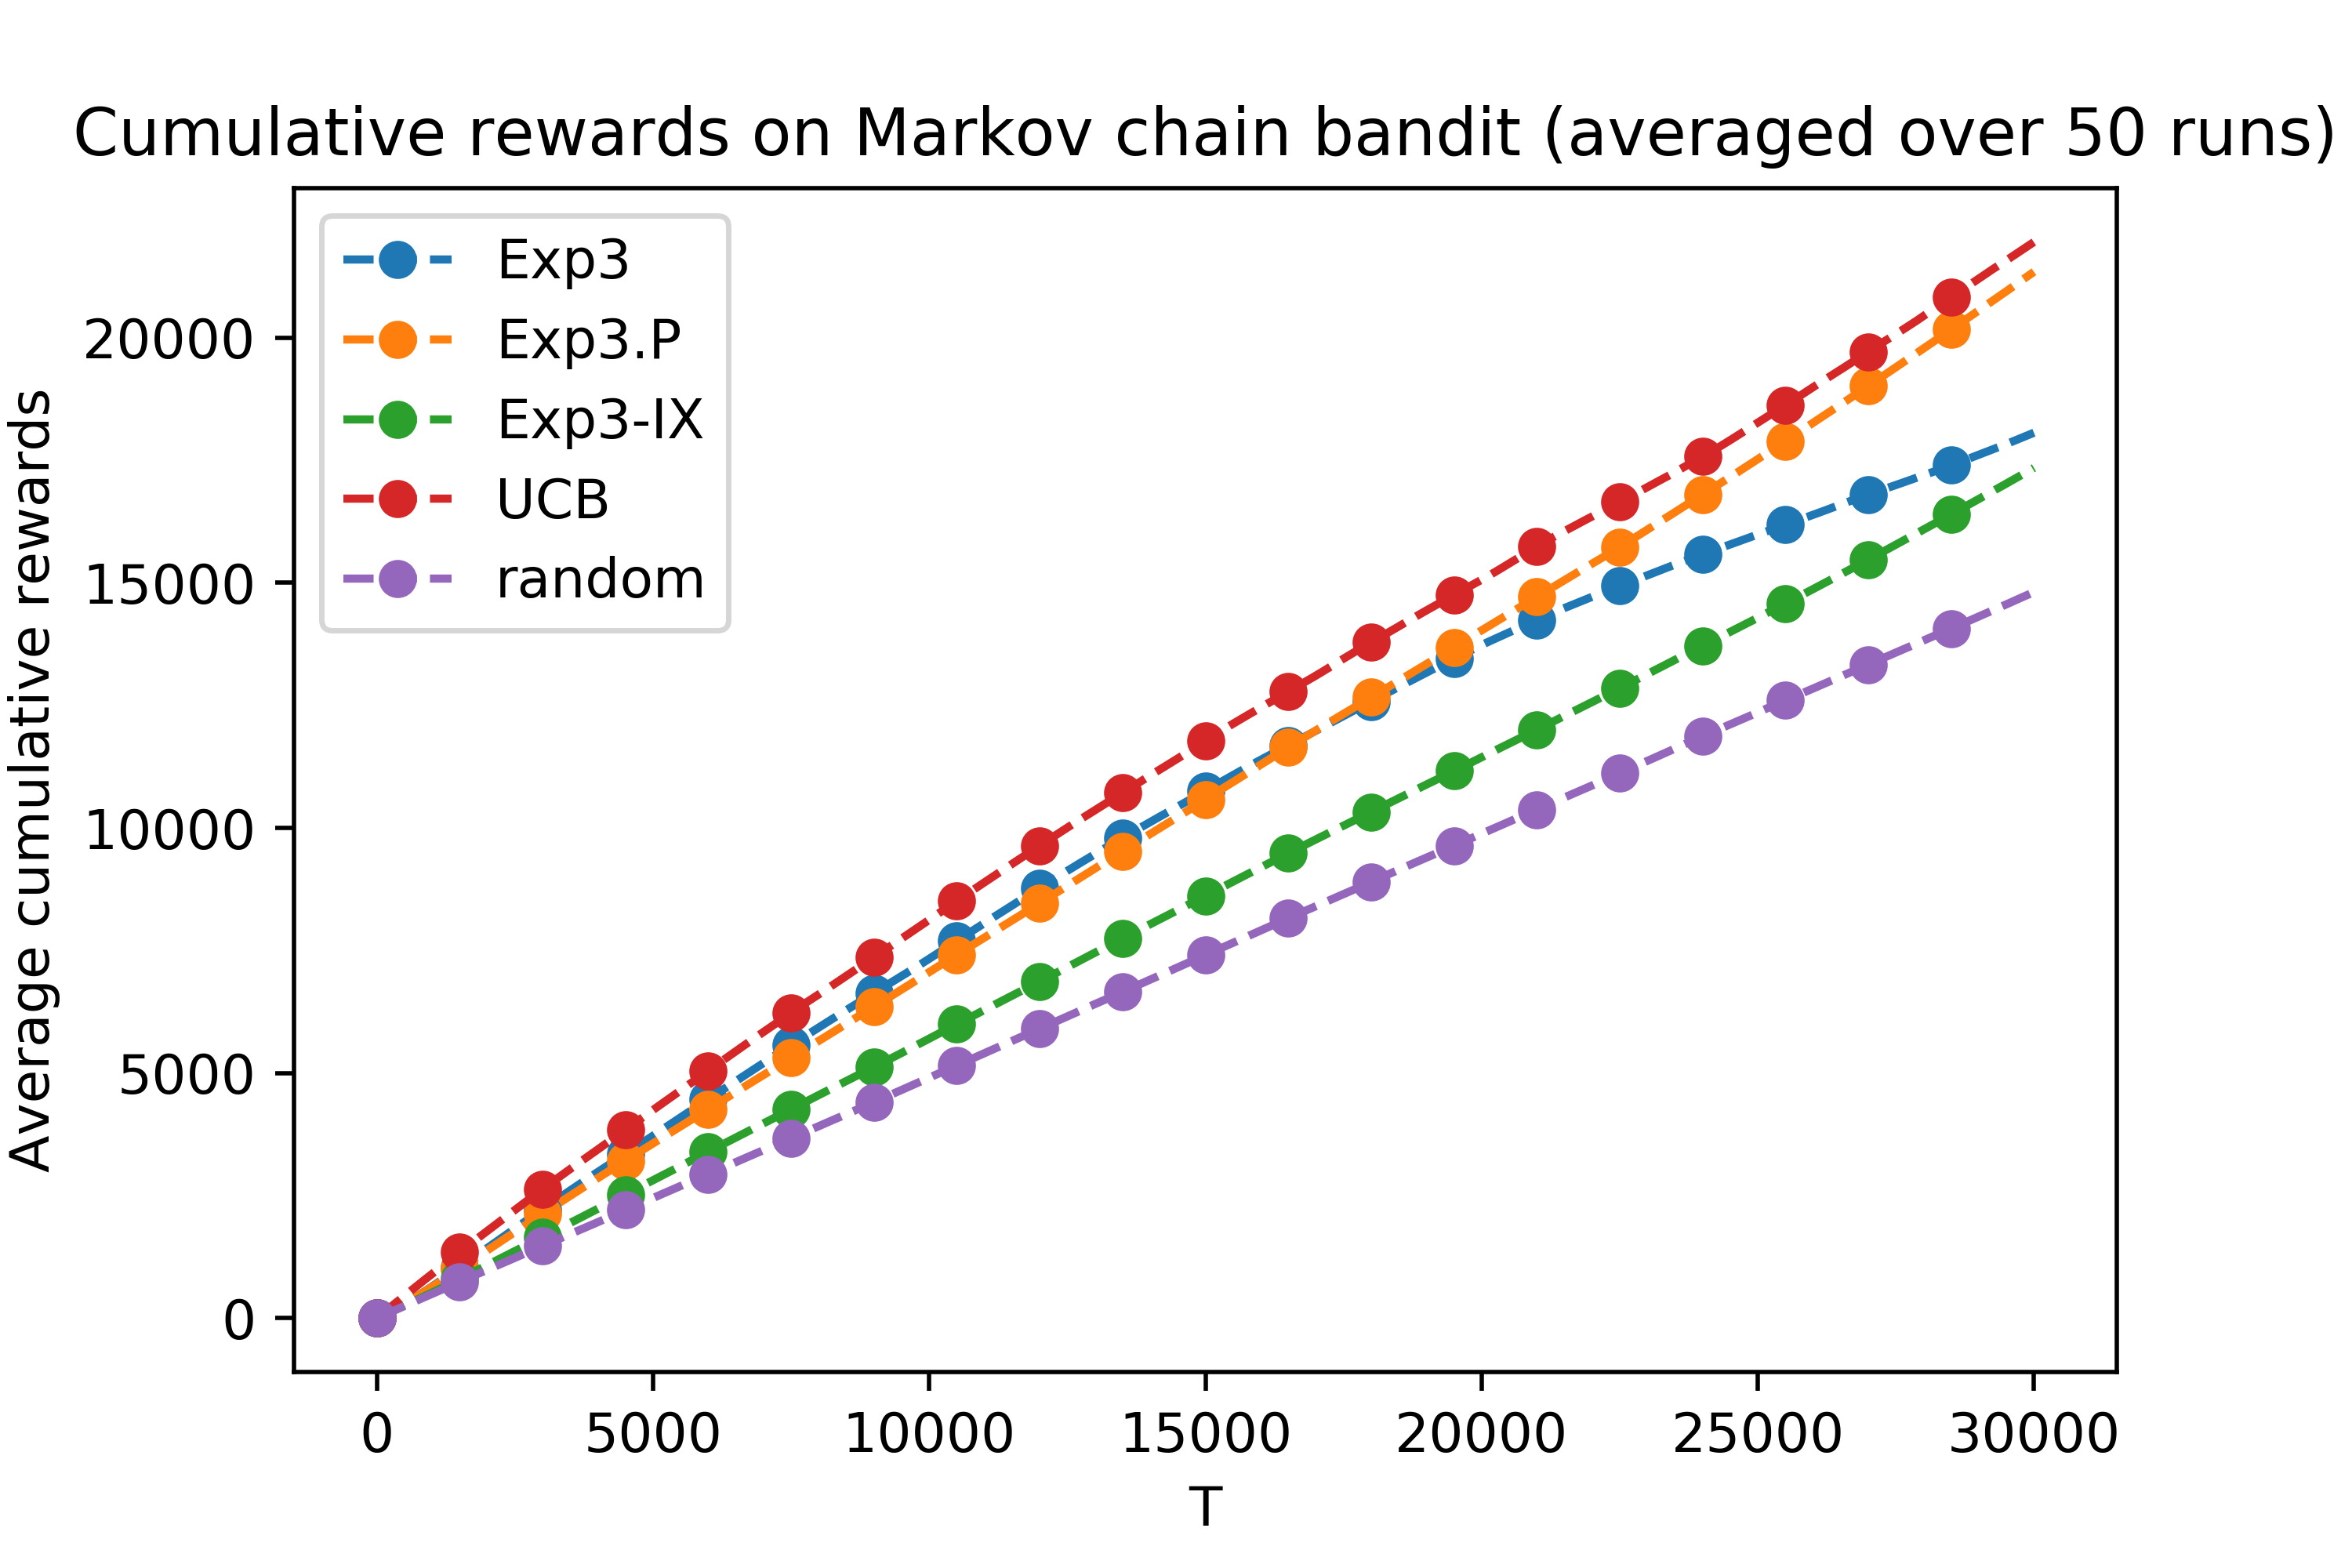 Cumulative rewards on Markov chain bandit (averaged over 50 runs)
Exp3
Exp3.P
Exp3-IX
UCB
random
Average cumulative rewards
20000
15000
10000
5000
0
0 5000 10000 15000 20000 25000 30000
T